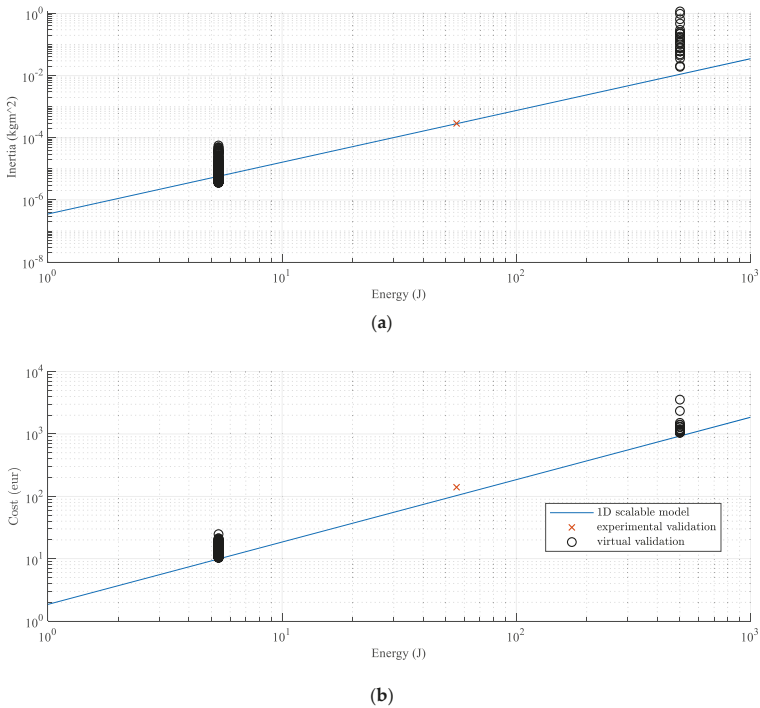 10^0
10^-2
10^-4
10^-6
10^-8
Inertia (kgm^2)
10^0 10^1 10^2 10^3
Energy (J)
(a)
10^4
10^3
10^2
10^1
10^0
Cost (eur)
1D scalable model
experimental validation
virtual validation
10^0 10^1 10^2 10^3
Energy (J)
(b)